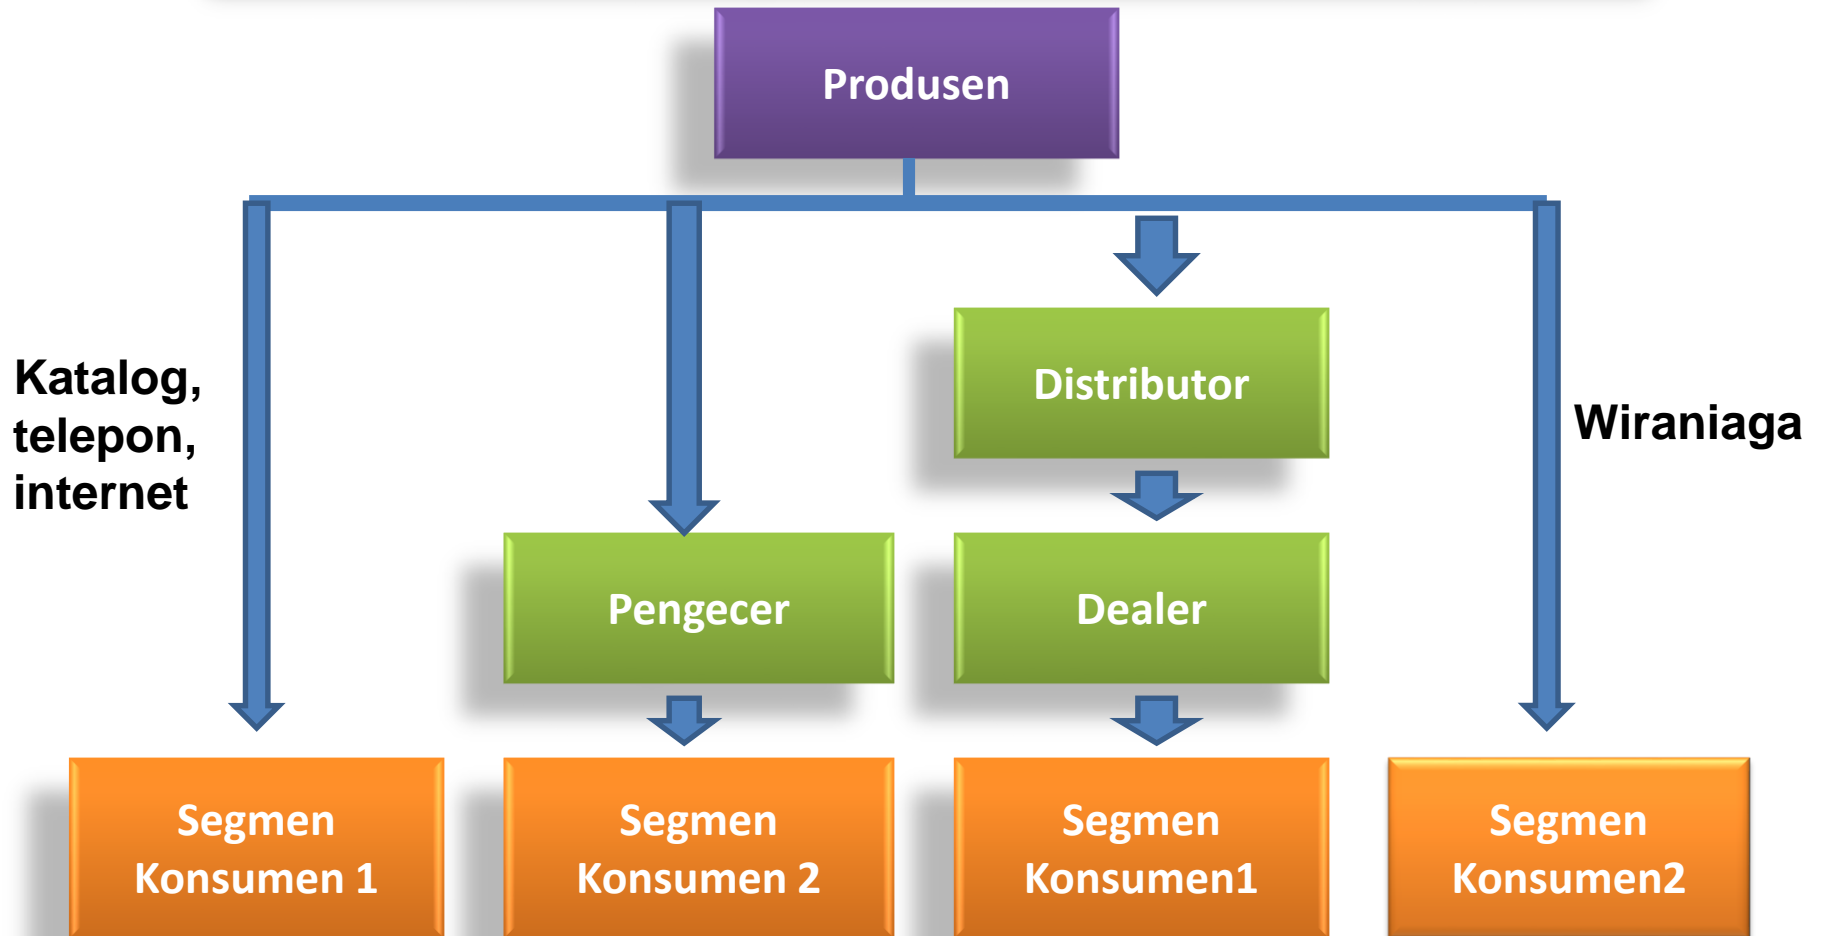 Produsen
Katalog,
telepon,
internet
Distributor
Wiraniaga
Pengecer
Dealer
Segmen
Konsumen 1
Segmen
Konsumen 2
Segmen
Konsumen1
Segmen
Konsumen2